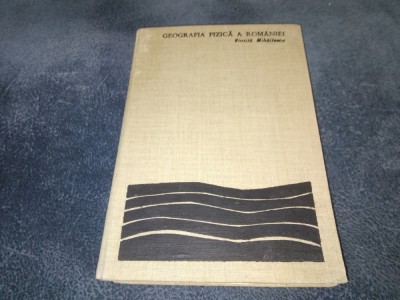 GEOGRAFIA FIZICĂ A ROMÂNIEI
Vintilă Mihăilescu